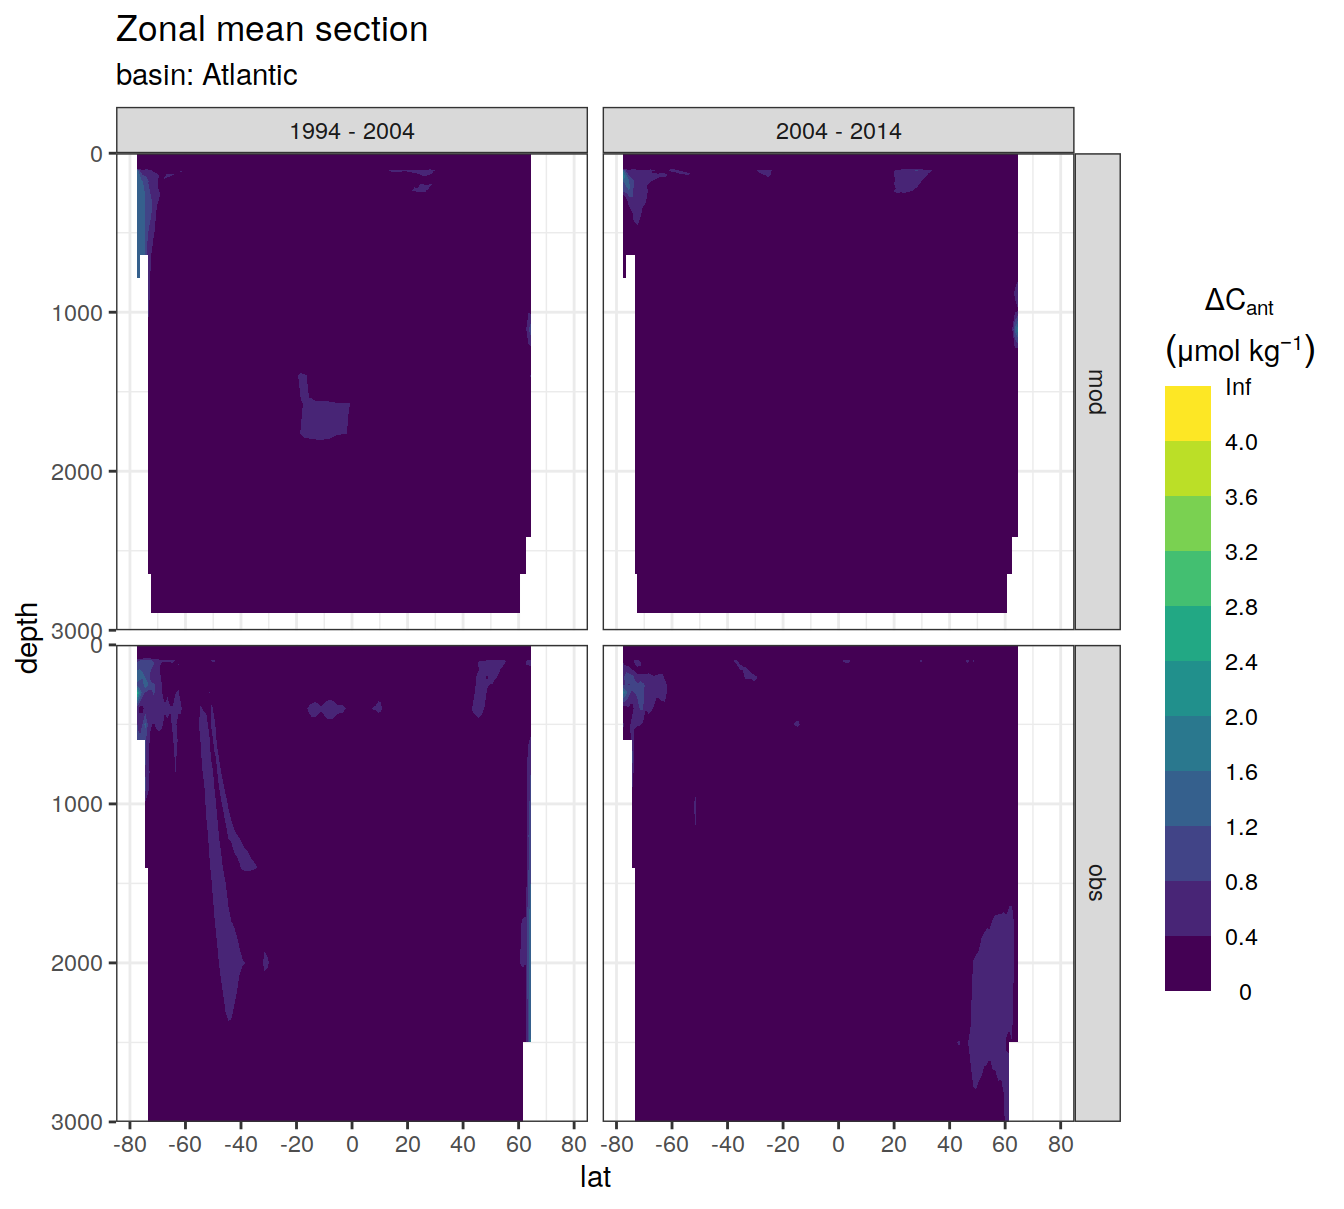 Zonal mean section
basin: Atlantic
1994 - 2004
2004 - 2014
0
1000
2000
3000
mod
0
1000
2000
3000
obs
depth
-80 -60 -40 -20 0 20 40 60 80
-80 -60 -40 -20 0 20 40 60 80
lat
ΔCant
(μmol kg⁻¹)
Inf
4.0
3.6
3.2
2.8
2.4
2.0
1.6
1.2
0.8
0.4
0